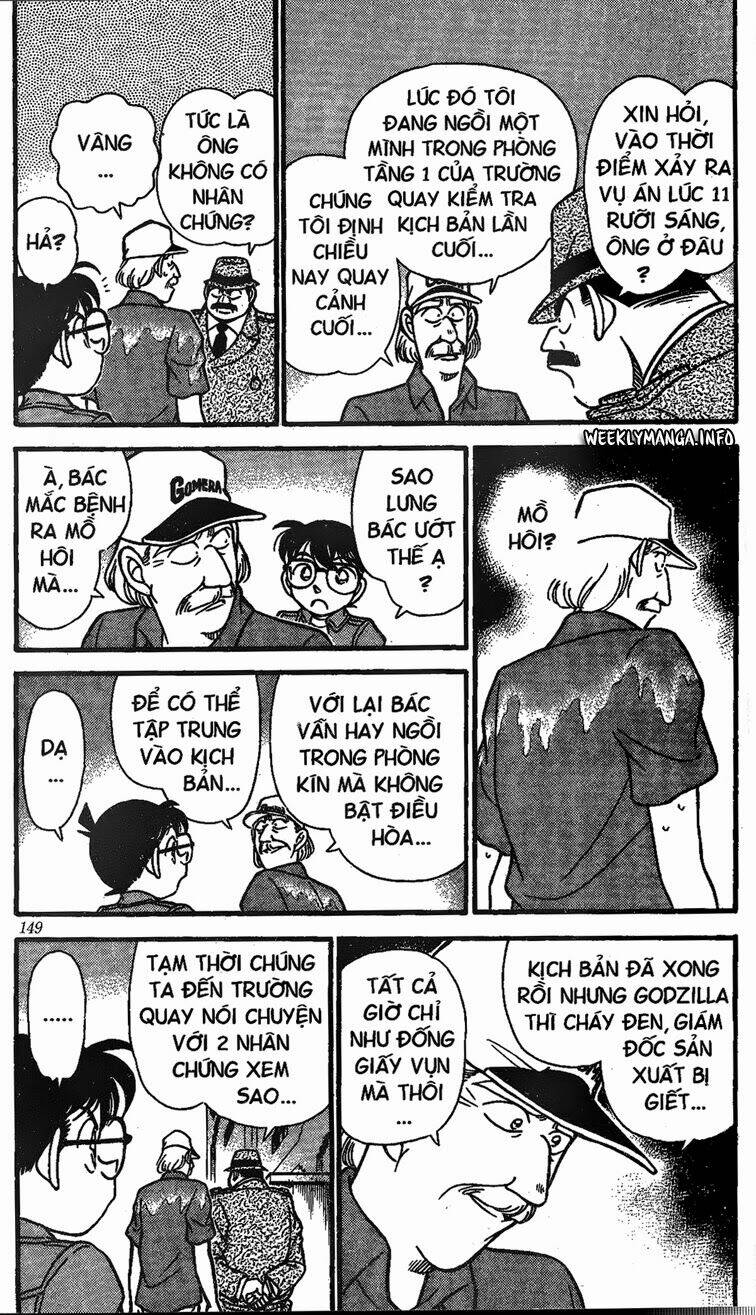 XIN HỎI,
VÀO THỜI
ĐIỂM XẢY RA
VỤ ÁN LÚC 11
RƯỠI SÁNG,
ÔNG Ở ĐÂU
?
LÚC ĐÓ TÔI
ĐANG NGỒI MỘT
MÌNH TRONG PHÒNG
TẦNG 1 CỦA TRƯỜNG
QUAY KIỂM TRA
KỊCH BẢN LẦN
CUỐI...
CHÚNG
TÔI ĐỊNH
CHIỀU
NAY QUAY
CẢNH
CUỐI...
GOMERA
TỨC LÀ
ÔNG
KHÔNG CÓ
NHÂN
CHỨNG?
VÂNG
...
HẢ?
WEEKLYMANGA.INFO
MỒ
HÔI?
SAO
LƯNG
BÁC ƯỚT
THẾ Ạ
?
GOMERA
À, BÁC
MẮC BỆNH
RA MỒ
HÔI
MÀ...
VỚI LẠI BÁC
VẪN HAY NGỒI
TRONG PHÒNG
KÍN MÀ KHÔNG
BẬT ĐIỀU
HÒA...
ĐỂ CÓ THỂ
TẬP TRUNG
VÀO KỊCH
BẢN...
DẠ
...
149
KỊCH BẢN ĐÃ XONG
RỒI NHƯNG GODZILLA
THÌ CHÁY ĐEN, GIÁM
ĐỐC SẢN
XUẤT BỊ
GIẾT...
TẤT CẢ
GIỜ CHỈ
NHƯ ĐỐNG
GIẤY VỤN
MÀ THÔI
...
TẠM THỜI CHÚNG
TA ĐẾN TRƯỜNG
QUAY NÓI CHUYỆN
VỚI 2 NHÂN
CHỨNG XEM
SAO...
.....